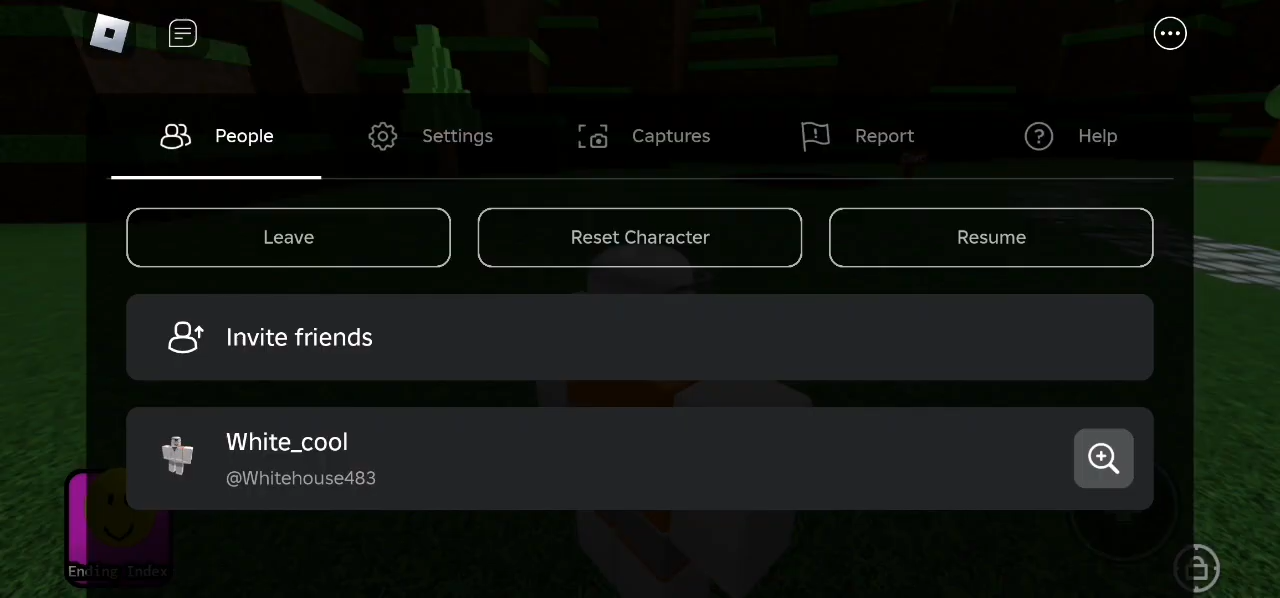 People
Settings
Captures
Report
Help
Leave
Reset Character
Resume
Invite friends
White_cool
@Whitehouse483
Ending Index